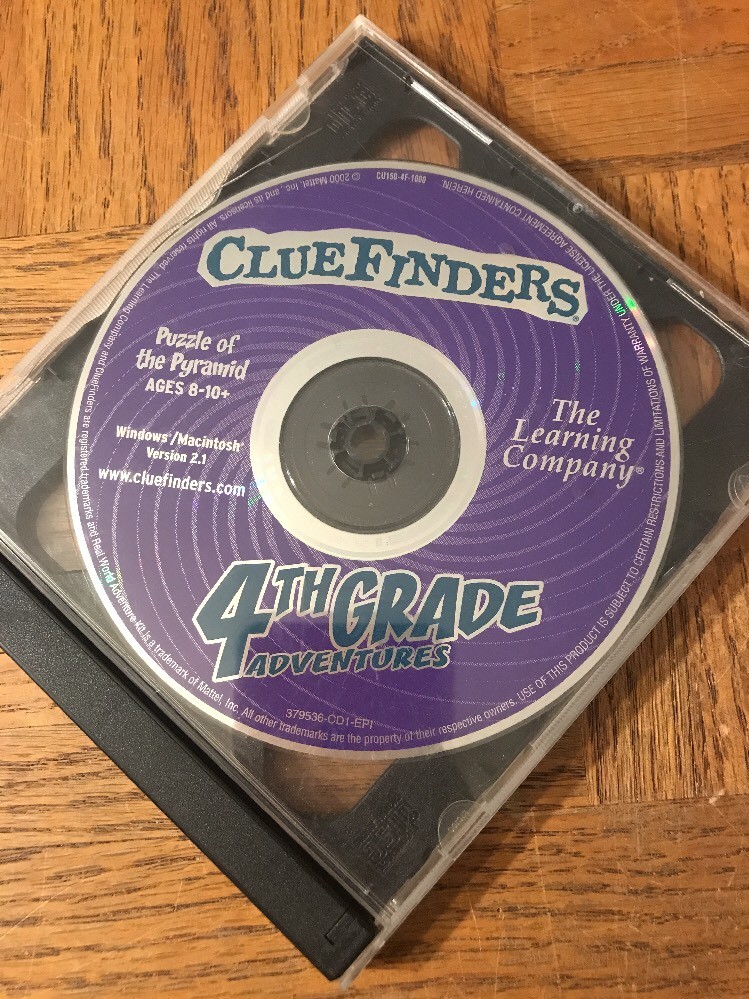 CLUEFINDERS®
Puzzle of
the Pyramid
AGES 8-10+
Windows®/Macintosh®
Version 2.1
www.cluefinders.com
The
Learning
Company®
4TH GRADE
ADVENTURES
379536-CD1-EPI
CU150-4F-1000
© 2000 Mattel, Inc., and its licensors. All rights reserved. The Learning Company and ClueFinders are registered trademarks and Real World Adventure Kit is a trademark of Mattel, Inc. All other trademarks are the property of their respective owners. USE OF THIS PRODUCT IS SUBJECT TO CERTAIN RESTRICTIONS AND LIMITATIONS OF WARRANTY UNDER THE LICENSE AGREEMENT CONTAINED HEREIN.